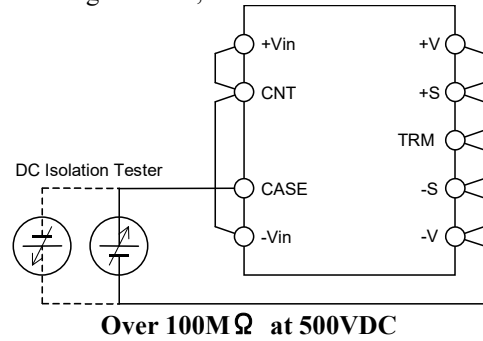 +Vin
+V
CNT
+S
TRM
DC Isolation Tester
CASE
-S
-Vin
-V
Over 100MΩ at 500VDC